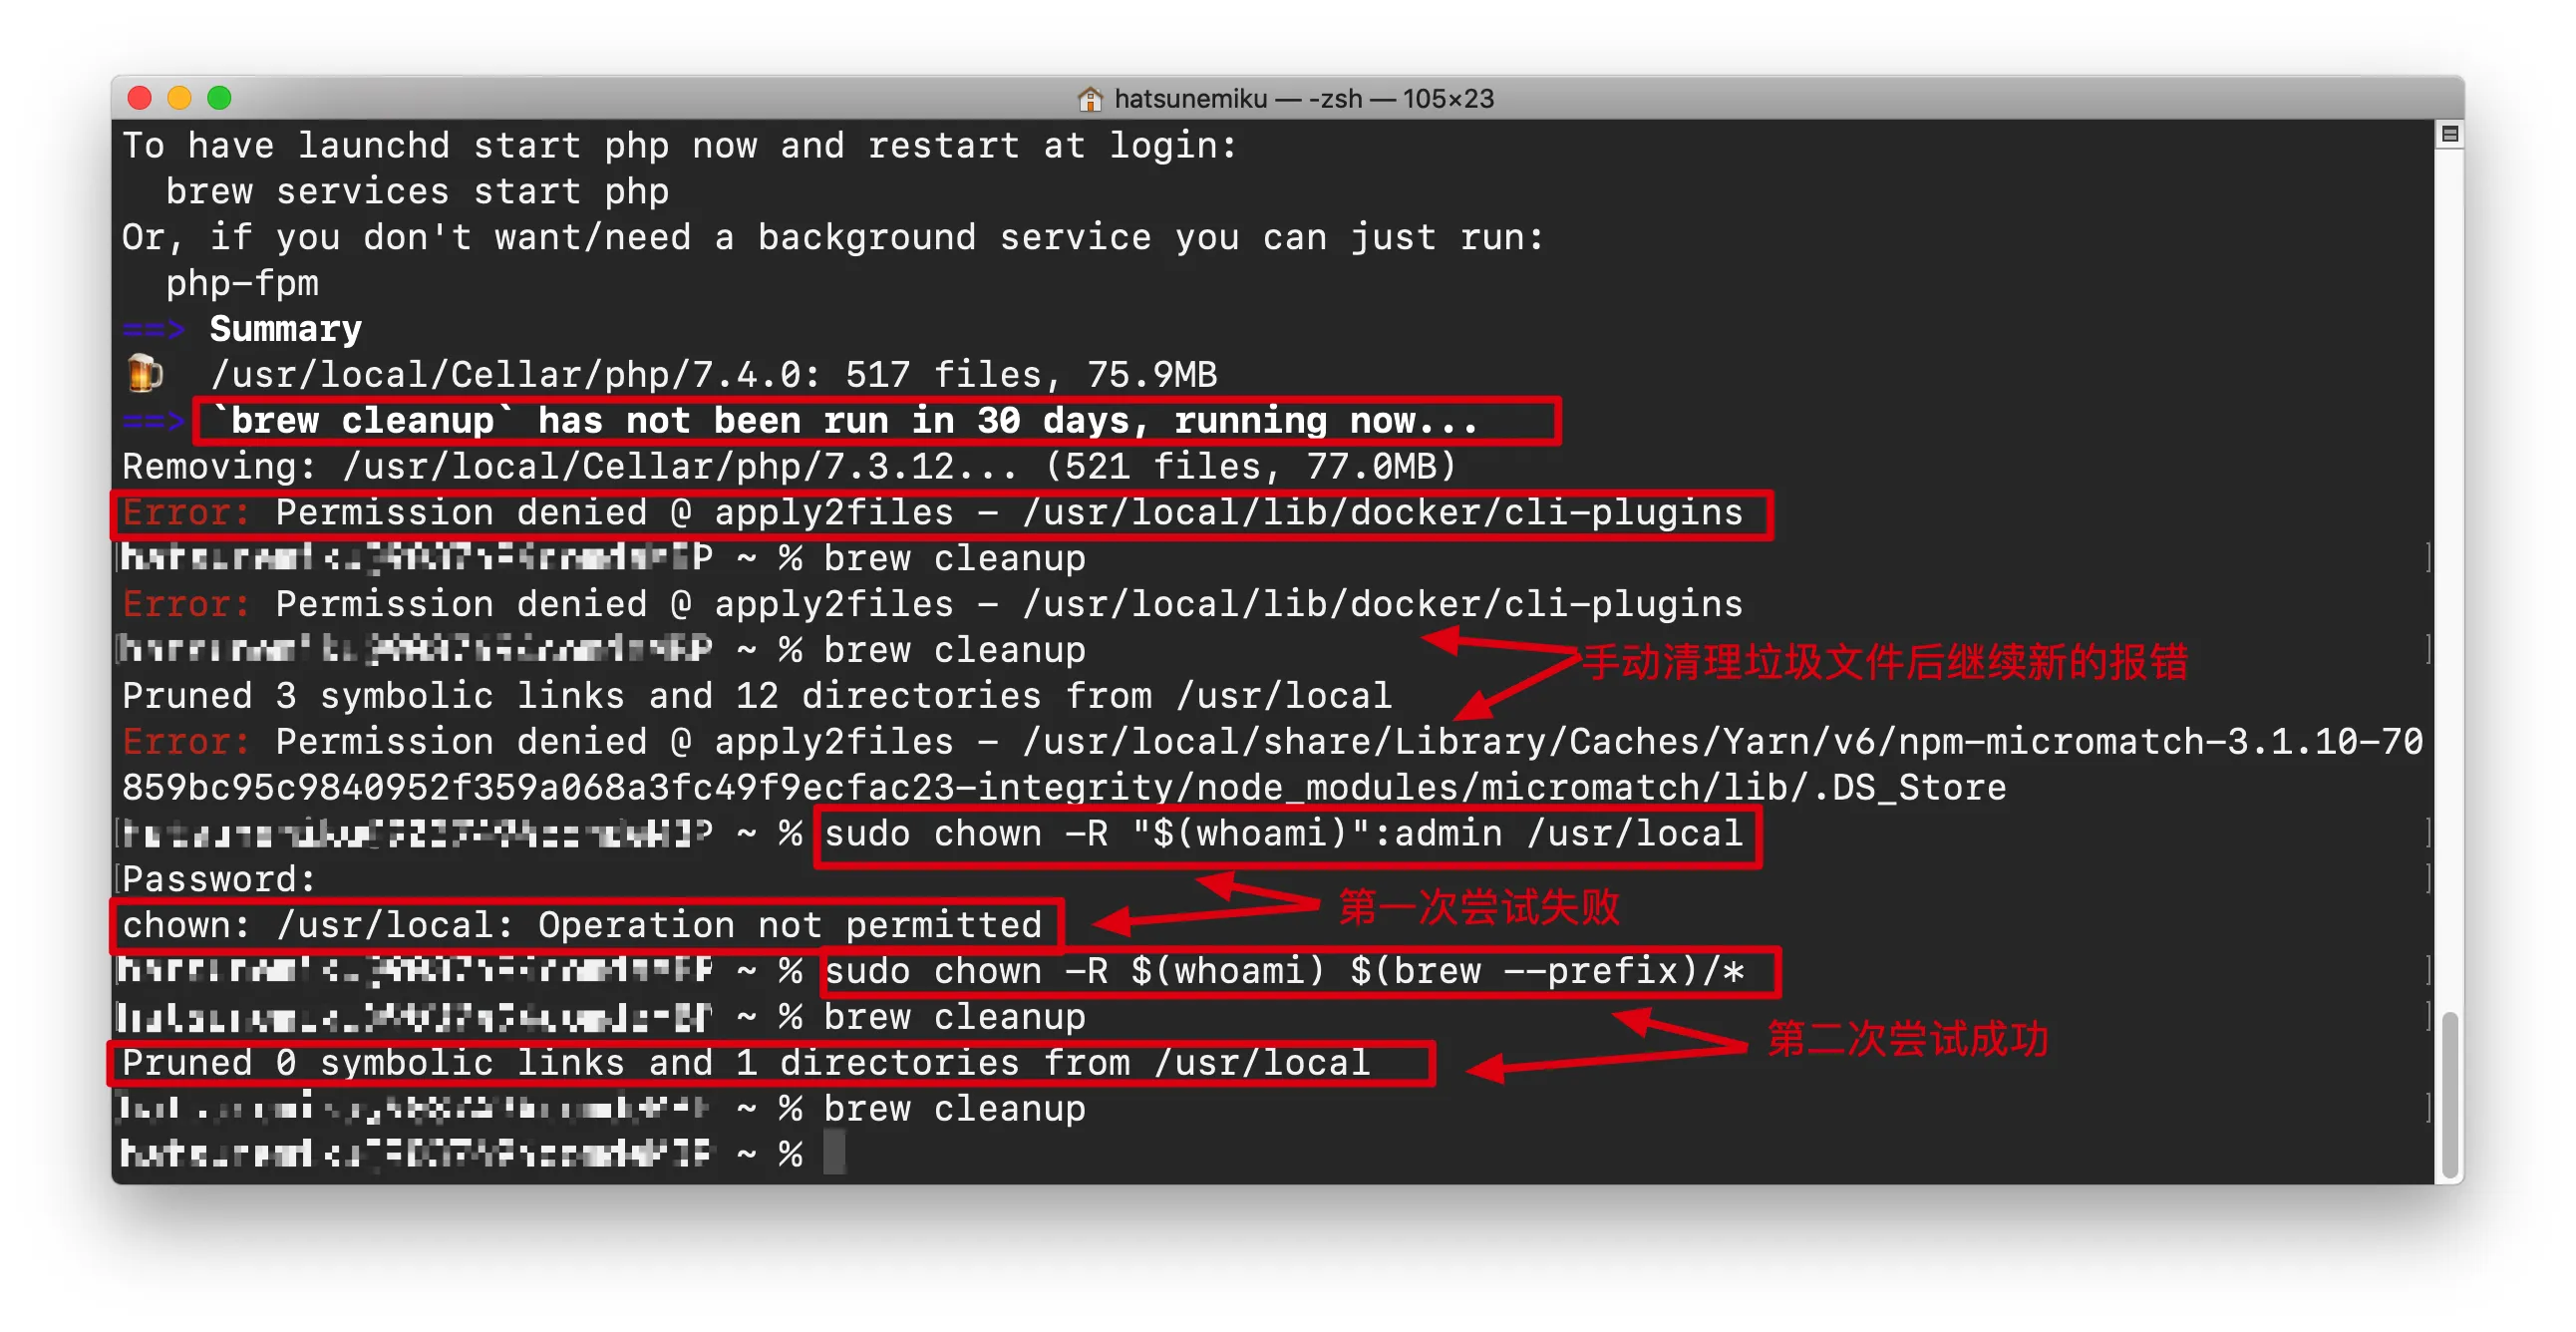 hatsunemiku — -zsh — 105×23
To have launchd start php now and restart at login:
brew services start php
Or, if you don't want/need a background service you can just run:
php-fpm
==> Summary
/usr/local/Cellar/php/7.4.0: 517 files, 75.9MB
==> `brew cleanup` has not been run in 30 days, running now...
Removing: /usr/local/Cellar/php/7.3.12... (521 files, 77.0MB)
Error: Permission denied @ apply2files - /usr/local/lib/docker/cli-plugins
~ % brew cleanup
Error: Permission denied @ apply2files - /usr/local/lib/docker/cli-plugins
~ % brew cleanup
手动清理垃圾文件后继续新的报错
Pruned 3 symbolic links and 12 directories from /usr/local
Error: Permission denied @ apply2files - /usr/local/share/Library/Caches/Yarn/v6/npm-micromatch-3.1.10-70
859bc95c9840952f359a068a3fc49f9ecfac23-integrity/node_modules/micromatch/lib/.DS_Store
~ % sudo chown -R "$(whoami)":admin /usr/local
Password:
第一次尝试失败
chown: /usr/local: Operation not permitted
~ % sudo chown -R $(whoami) $(brew --prefix)/*
~ % brew cleanup
第二次尝试成功
Pruned 0 symbolic links and 1 directories from /usr/local
~ % brew cleanup
~ %